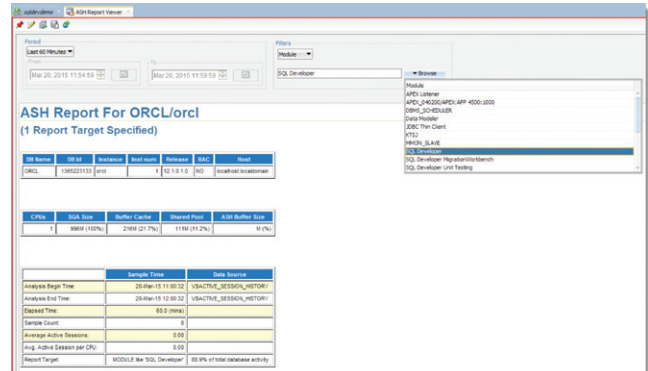 ASH Report Viewer
Period
Filters
Last 60 Minutes
Module
From
To
Mar 20, 2015 11:54:59
Mar 20, 2015 11:59:59
SQL Developer
Browse
Module
APEX Listener
APEX_040200/APEX:APP 4500:1000
DBMS_SCHEDULER
Data Modeler
JDBC Thin Client
KTSJ
MMON_SLAVE
SQL Developer
SQL Developer MigrationWorkbench
SQL Developer Unit Testing
ASH Report For ORCL/orcl
(1 Report Target Specified)
DB Name DB Id Instance Inst num Release RAC Host
ORCL 1385223133 orcl 1 12.1.0.1.0 NO localhost.localdomain
CPUs SGA Size Buffer Cache Shared Pool ASH Buffer Size
1 996M (100%) 216M (21.7%) 111M (11.2%) M (%)
Sample Time Data Source
Analysis Begin Time: 20-Mar-15 11:00:32 V$ACTIVE_SESSION_HISTORY
Analysis End Time: 20-Mar-15 12:00:32 V$ACTIVE_SESSION_HISTORY
Elapsed Time: 60.0 (mins)
Sample Count: 0
Average Active Sessions: 0.00
Avg. Active Session per CPU: 0.00
Report Target: MODULE like 'SQL Developer' 88.9% of total database activity